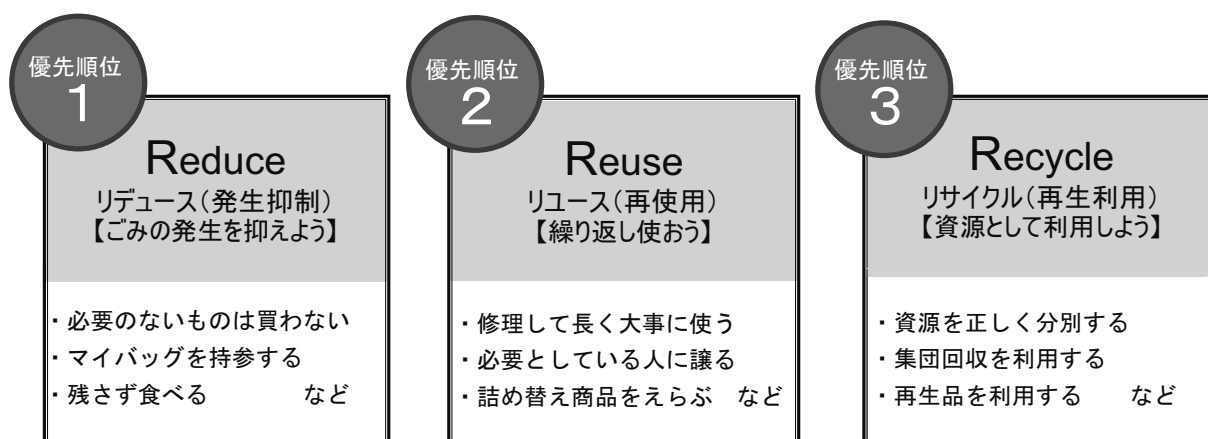 優先順位
1
Reduce
リデュース(発生抑制)
【ごみの発生を抑えよう】
・必要のないものは買わない
・マイバッグを持参する
・残さず食べる　　　など
優先順位
2
Reuse
リユース(再使用)
【繰り返し使おう】
・修理して長く大事に使う
・必要としている人に譲る
・詰め替え商品をえらぶ　など
優先順位
3
Recycle
リサイクル(再生利用)
【資源として利用しよう】
・資源を正しく分別する
・集団回収を利用する
・再生品を利用する　　など